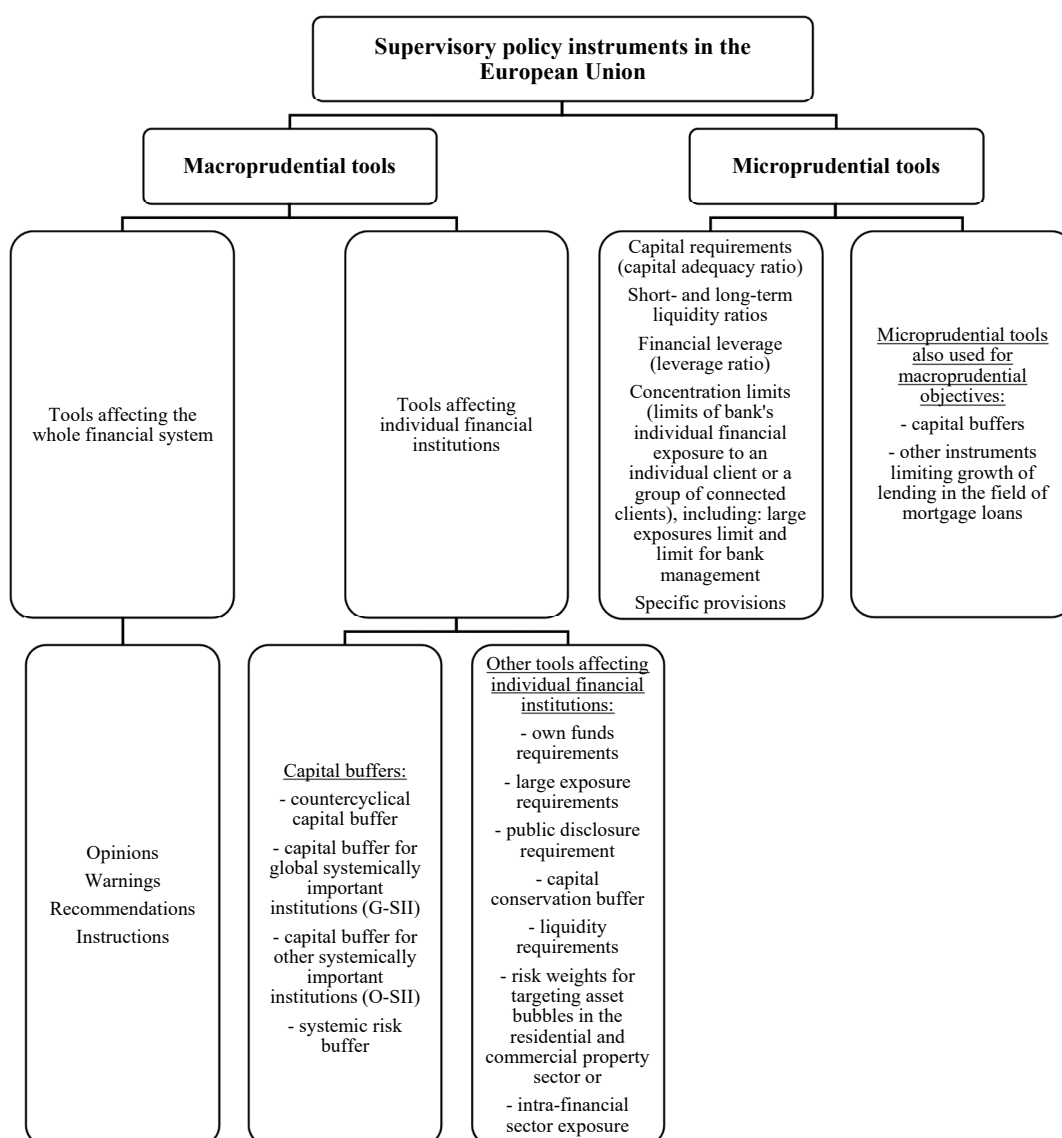 Supervisory policy instruments in the
European Union
Macroprudential tools
Microprudential tools
Tools affecting the
whole financial system
Tools affecting
individual financial
institutions
Capital requirements
(capital adequacy ratio)
Short- and long-term
liquidity ratios
Financial leverage
(leverage ratio)
Concentration limits
(limits of bank's
individual financial
exposure to an
individual client or a
group of connected
clients), including: large
exposures limit and
limit for bank
management
Specific provisions
Microprudential tools
also used for
macroprudential
objectives:
- capital buffers
- other instruments
limiting growth of
lending in the field of
mortgage loans
Opinions
Warnings
Recommendations
Instructions
Capital buffers:
- countercyclical
capital buffer
- capital buffer for
global systemically
important
institutions (G-SII)
- capital buffer for
other systemically
important
institutions (O-SII)
- systemic risk
buffer
Other tools affecting
individual financial
institutions:
- own funds
requirements
- large exposure
requirements
- public disclosure
requirement
- capital
conservation buffer
- liquidity
requirements
- risk weights for
targeting asset
bubbles in the
residential and
commercial property
sector or
- intra-financial
sector exposure